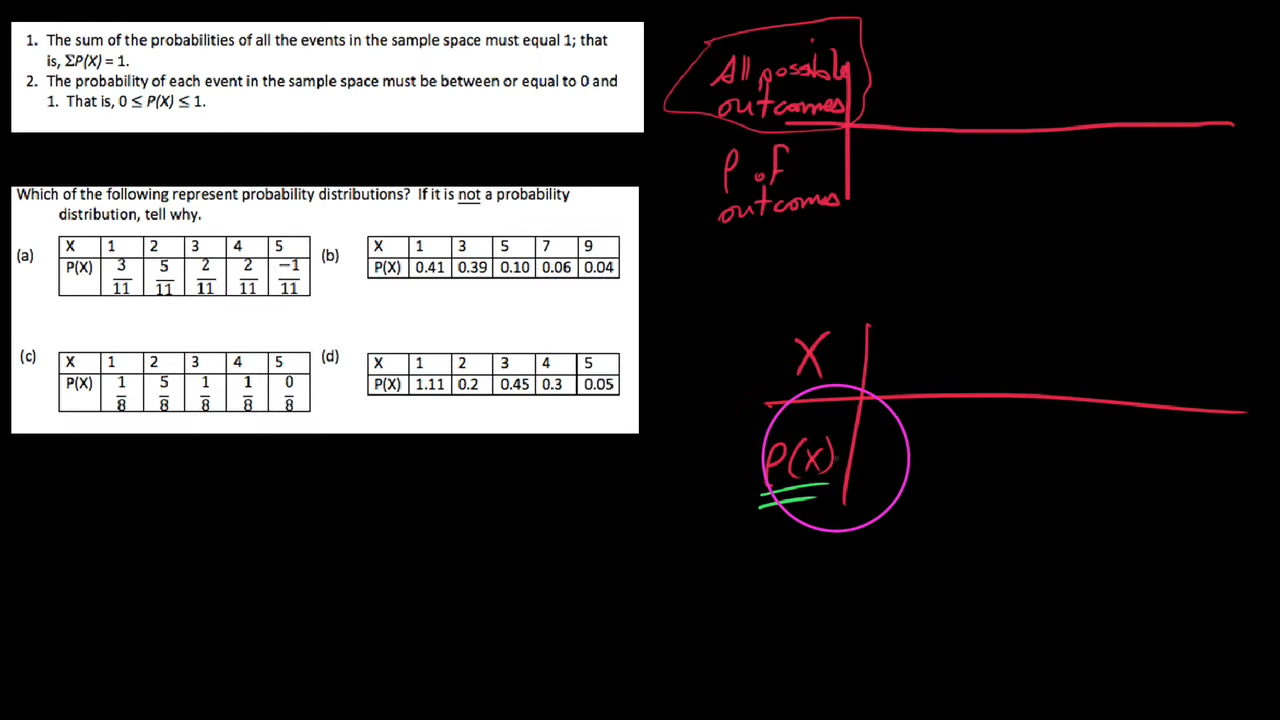 1. The sum of the probabilities of all the events in the sample space must equal 1; that
is, ΣP(X) = 1.
2. The probability of each event in the sample space must be between or equal to 0 and
1. That is, 0 ≤ P(X) ≤ 1.
Which of the following represent probability distributions? If it is not a probability
distribution, tell why.
(a)
X 1 2 3 4 5
P(X) 3/11 5/11 2/11 2/11 −1/11
(b)
X 1 3 5 7 9
P(X) 0.41 0.39 0.10 0.06 0.04
(c)
X 1 2 3 4 5
P(X) 1/8 5/8 1/8 1/8 0/8
(d)
X 1 2 3 4 5
P(X) 1.11 0.2 0.45 0.3 0.05
All possible
outcomes
P of
outcomes
X
P(X)